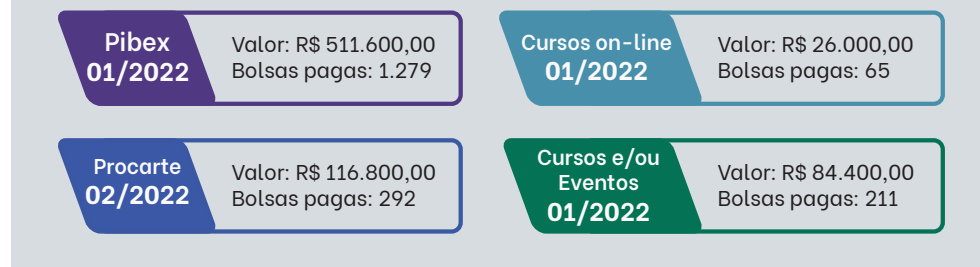 Pibex
01/2022
Valor: R$ 511.600,00
Bolsas pagas: 1.279
Cursos on-line
01/2022
Valor: R$ 26.000,00
Bolsas pagas: 65
Procarte
02/2022
Valor: R$ 116.800,00
Bolsas pagas: 292
Cursos e/ou
Eventos
01/2022
Valor: R$ 84.400,00
Bolsas pagas: 211